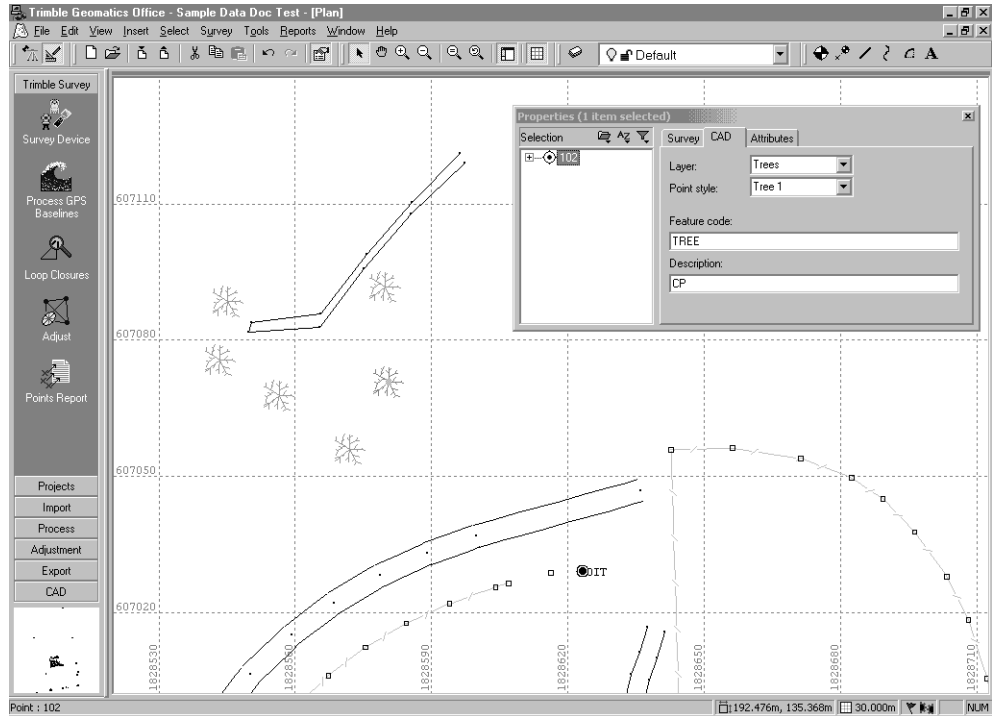 Trimble Geomatics Office - Sample Data Doc Test - [Plan]
File Edit View Insert Select Survey Tools Reports Window Help
Default
A
Trimble Survey
Survey Device
Process GPS
Baselines
Loop Closures
Adjust
Points Report
Projects
Import
Process
Adjustment
Export
CAD
Properties (1 item selected)
Selection
102
Survey CAD Attributes
Layer: Trees
Point style: Tree 1
Feature code:
TREE
Description:
CP
607110
607080
607050
607020
1828530
1828560
1828590
1828620
1828650
1828680
1828710
Point : 102
192.476m, 135.368m 30.000m NUM